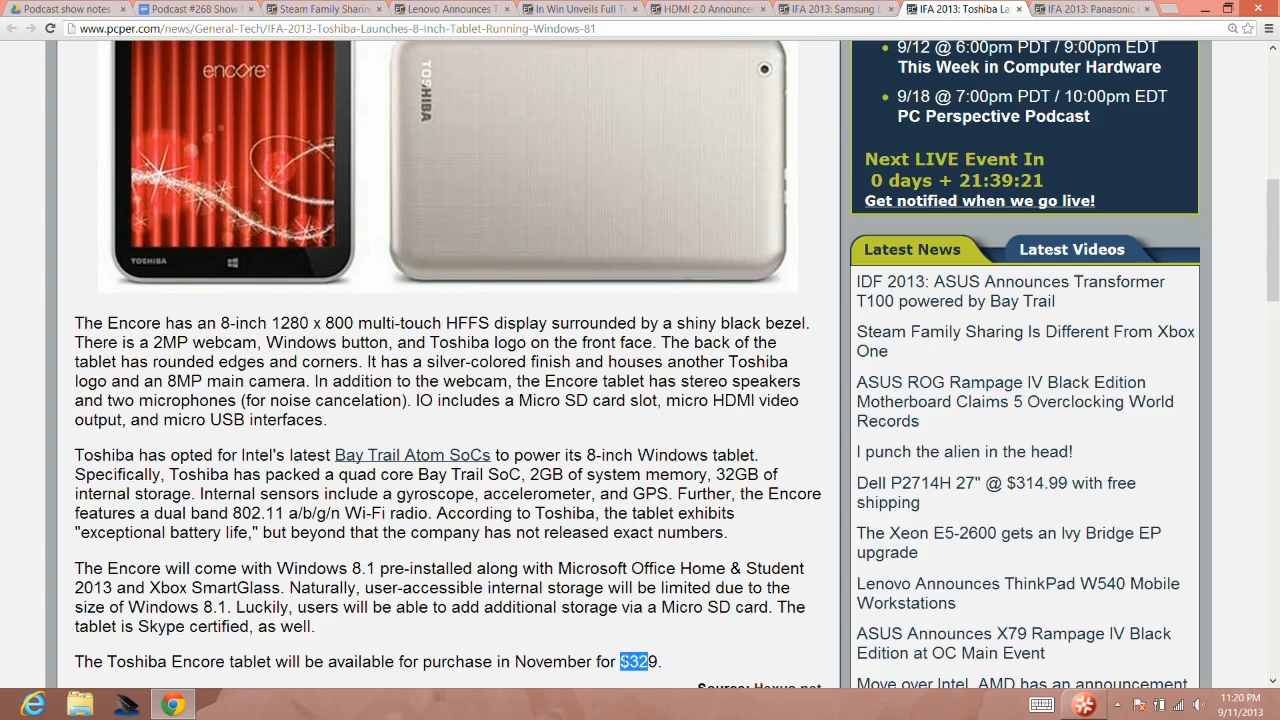 Podcast show notes
Podcast #268 Show
Steam Family Sharin
Lenovo Announces T
In Win Unveils Full T
HDMI 2.0 Announce
IFA 2013: Samsung L
IFA 2013: Toshiba La
IFA 2013: Panasonic
www.pcper.com/news/General-Tech/IFA-2013-Toshiba-Launches-8-Inch-Tablet-Running-Windows-81
encore
TOSHIBA
TOSHIBA
The Encore has an 8-inch 1280 x 800 multi-touch HFFS display surrounded by a shiny black bezel.
There is a 2MP webcam, Windows button, and Toshiba logo on the front face. The back of the
tablet has rounded edges and corners. It has a silver-colored finish and houses another Toshiba
logo and an 8MP main camera. In addition to the webcam, the Encore tablet has stereo speakers
and two microphones (for noise cancelation). IO includes a Micro SD card slot, micro HDMI video
output, and micro USB interfaces.
Toshiba has opted for Intel's latest Bay Trail Atom SoCs to power its 8-inch Windows tablet.
Specifically, Toshiba has packed a quad core Bay Trail SoC, 2GB of system memory, 32GB of
internal storage. Internal sensors include a gyroscope, accelerometer, and GPS. Further, the Encore
features a dual band 802.11 a/b/g/n Wi-Fi radio. According to Toshiba, the tablet exhibits
"exceptional battery life," but beyond that the company has not released exact numbers.
The Encore will come with Windows 8.1 pre-installed along with Microsoft Office Home & Student
2013 and Xbox SmartGlass. Naturally, user-accessible internal storage will be limited due to the
size of Windows 8.1. Luckily, users will be able to add additional storage via a Micro SD card. The
tablet is Skype certified, as well.
The Toshiba Encore tablet will be available for purchase in November for $329.
Source: Hexus.net
9/12 @ 6:00pm PDT / 9:00pm EDT
This Week in Computer Hardware
9/18 @ 7:00pm PDT / 10:00pm EDT
PC Perspective Podcast
Next LIVE Event In
0 days + 21:39:21
Get notified when we go live!
Latest News
Latest Videos
IDF 2013: ASUS Announces Transformer
T100 powered by Bay Trail
Steam Family Sharing Is Different From Xbox
One
ASUS ROG Rampage IV Black Edition
Motherboard Claims 5 Overclocking World
Records
I punch the alien in the head!
Dell P2714H 27" @ $314.99 with free
shipping
The Xeon E5-2600 gets an Ivy Bridge EP
upgrade
Lenovo Announces ThinkPad W540 Mobile
Workstations
ASUS Announces X79 Rampage IV Black
Edition at OC Main Event
Move over Intel, AMD has an announcement
11:20 PM
9/11/2013